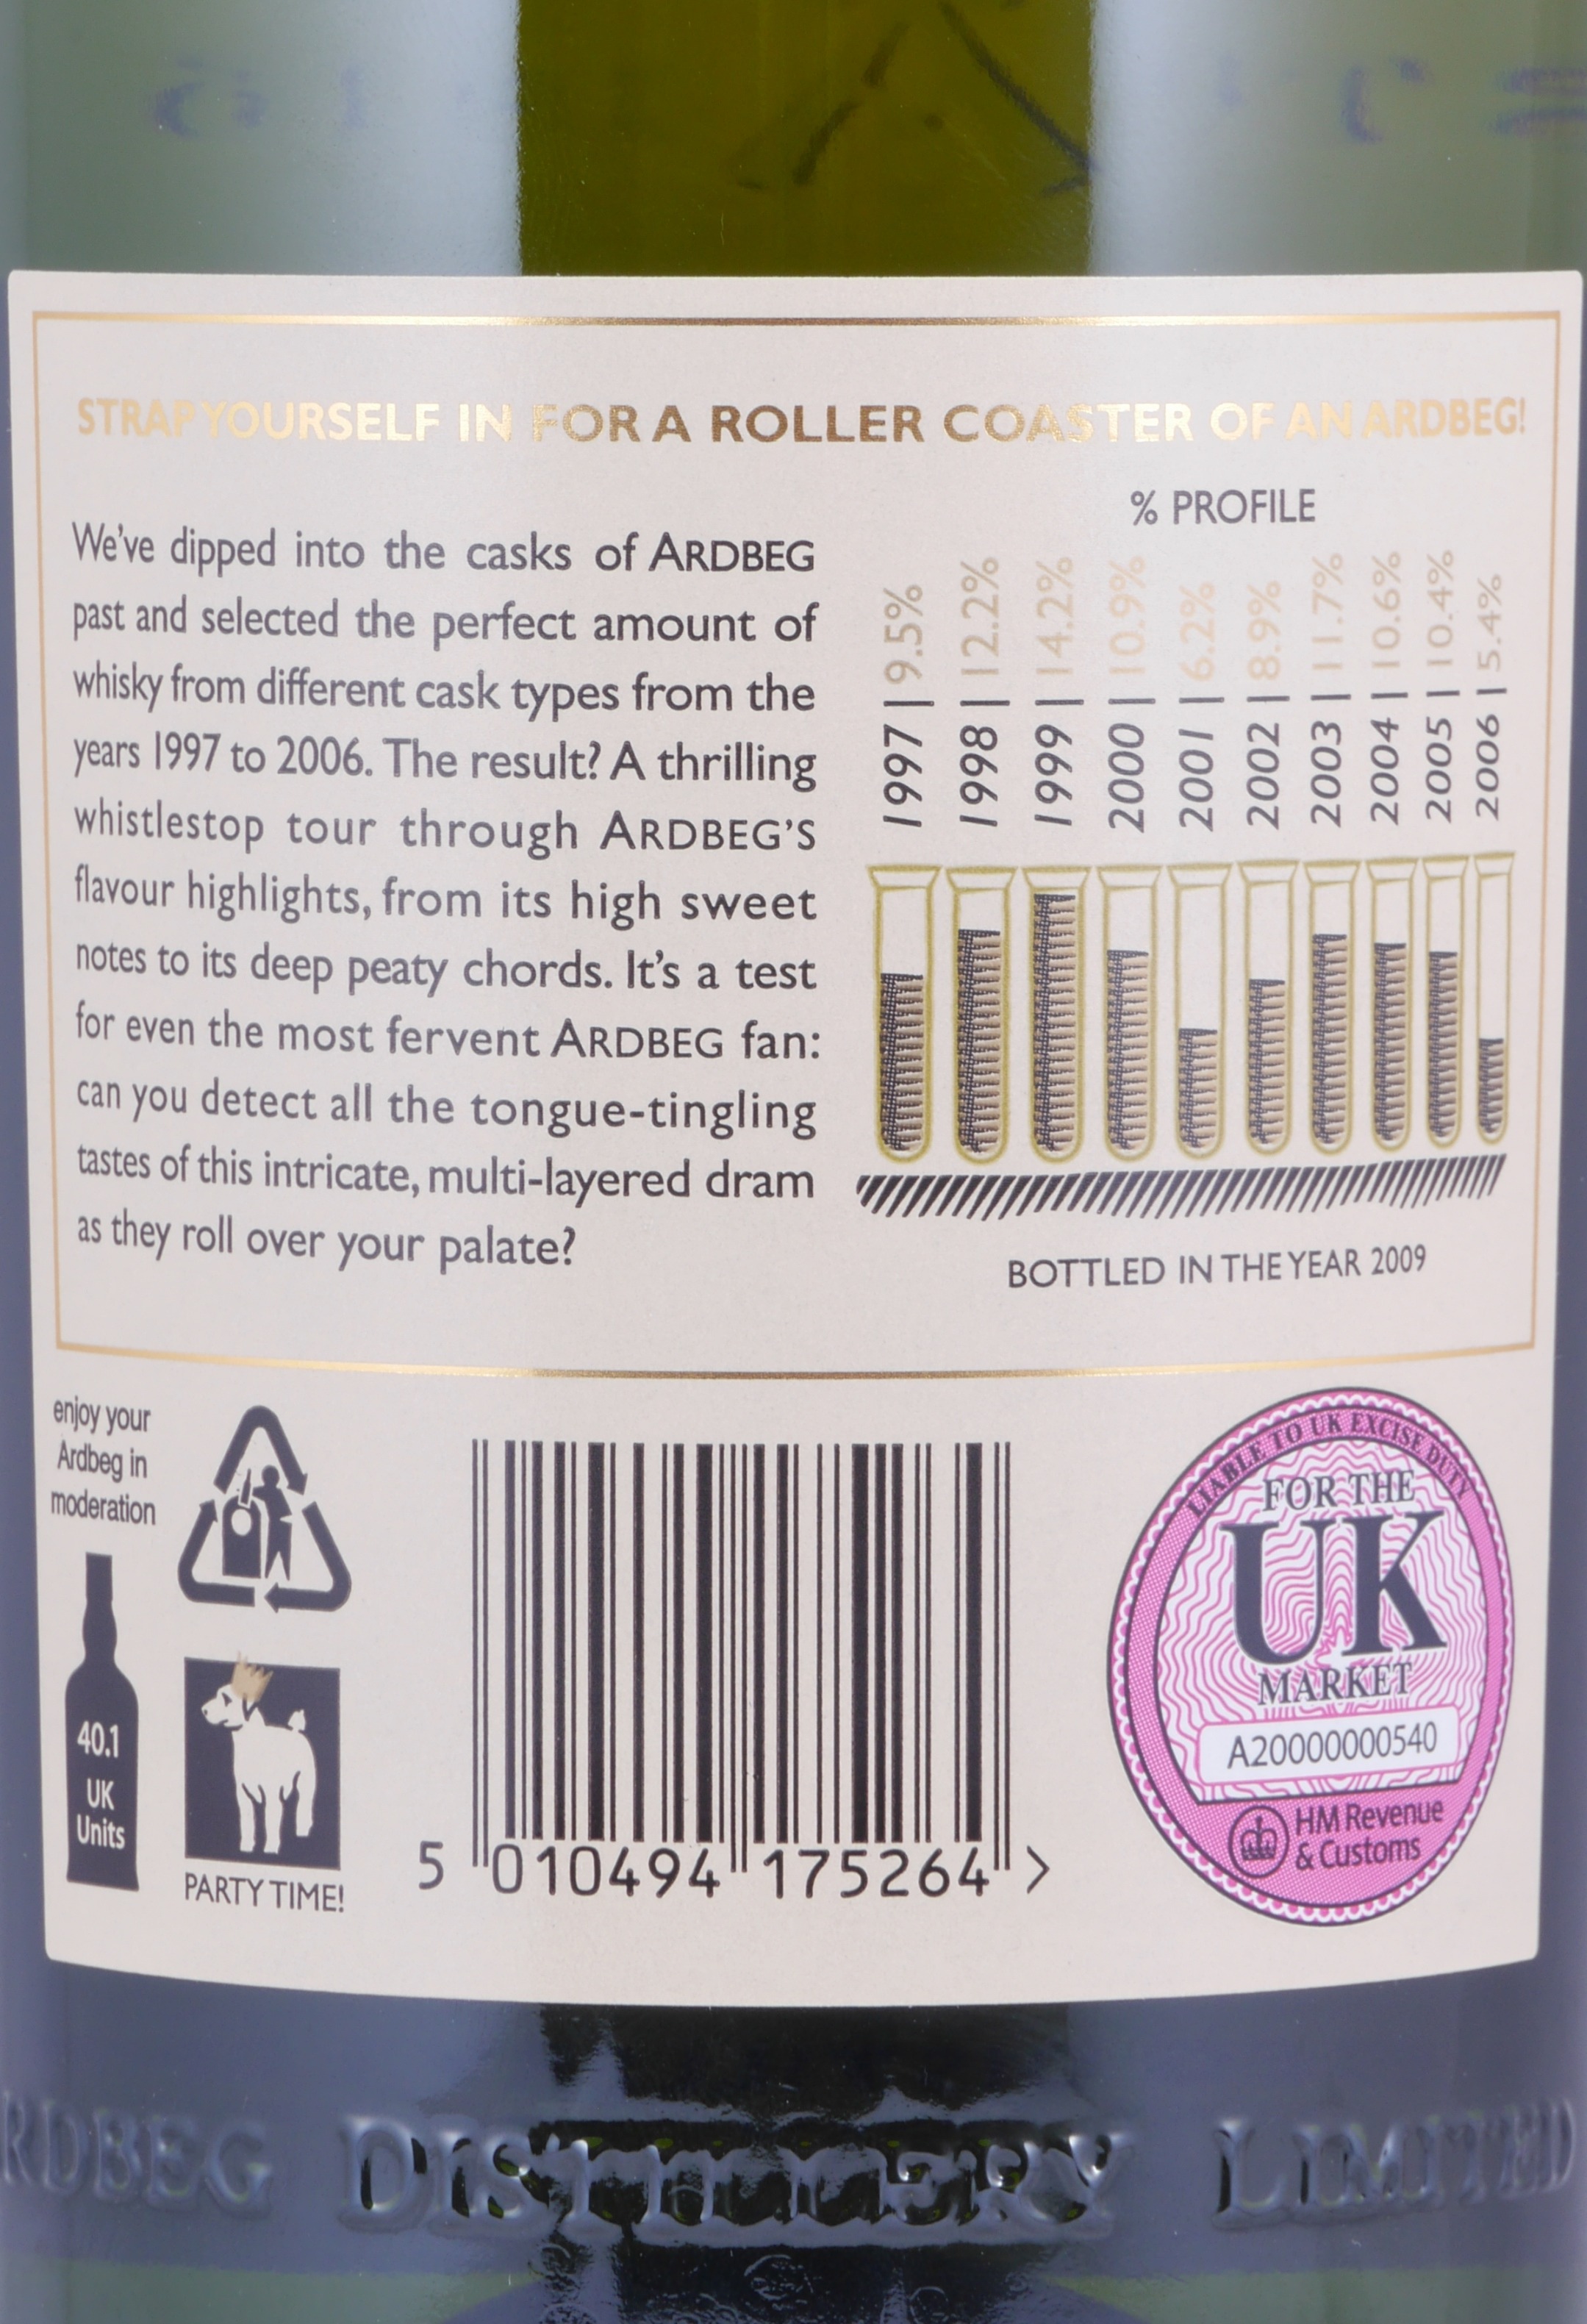 STRAP YOURSELF IN FOR A ROLLER COASTER OF AN ARDBEG!
We've dipped into the casks of ARDBEG
past and selected the perfect amount of
whisky from different cask types from the
years 1997 to 2006. The result? A thrilling
whistlestop tour through ARDBEG'S
flavour highlights, from its high sweet
notes to its deep peaty chords. It's a test
for even the most fervent ARDBEG fan:
can you detect all the tongue-tingling
tastes of this intricate, multi-layered dram
as they roll over your palate?
% PROFILE
1997 | 9.5%
1998 | 12.2%
1999 | 14.2%
2000 | 10.9%
2001 | 6.2%
2002 | 8.9%
2003 | 11.7%
2004 | 10.6%
2005 | 10.4%
2006 | 5.4%
BOTTLED IN THE YEAR 2009
enjoy your
Ardbeg in
moderation
40.1
UK
Units
PARTY TIME!
5 010494 175264 >
LIABLE TO UK EXCISE DUTY
FOR THE
UK
MARKET
A20000000540
HM Revenue
& Customs
RDBEG DISTILLERY LIMITED